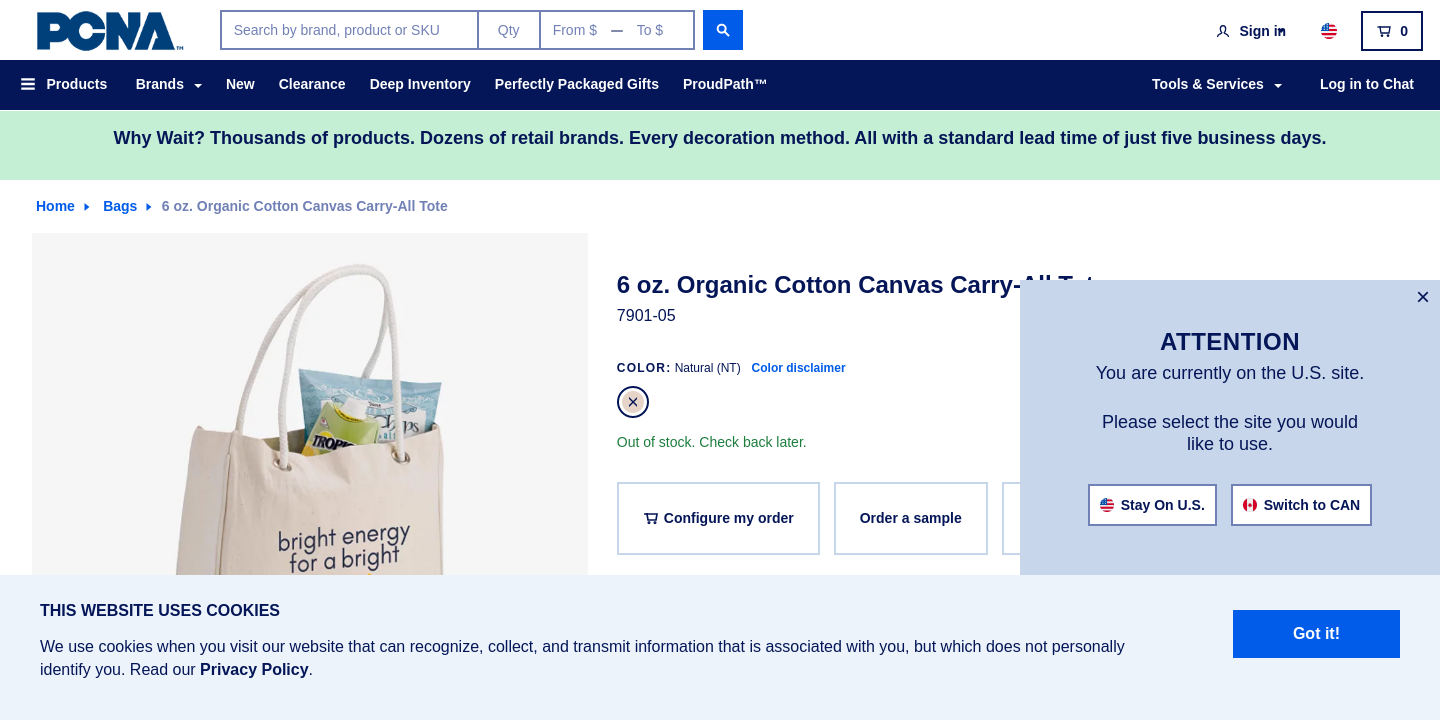 PCNA™
Search by brand, product or SKU
Qty
From $ — To $
Sign in
0
Products
Brands
New
Clearance
Deep Inventory
Perfectly Packaged Gifts
ProudPath™
Tools & Services
Log in to Chat
Why Wait? Thousands of products. Dozens of retail brands. Every decoration method. All with a standard lead time of just five business days.
Home
Bags
6 oz. Organic Cotton Canvas Carry-All Tote
6 oz. Organic Cotton Canvas Carry-All
7901-05
COLOR: Natural (NT) Color disclaimer
Out of stock. Check back later.
Configure my order
Order a sample
bright energy
for a bright
×
ATTENTION
You are currently on the U.S. site.
Please select the site you would
like to use.
Stay On U.S.
Switch to CAN
THIS WEBSITE USES COOKIES
We use cookies when you visit our website that can recognize, collect, and transmit information that is associated with you, but which does not personally
identify you. Read our Privacy Policy.
Got it!